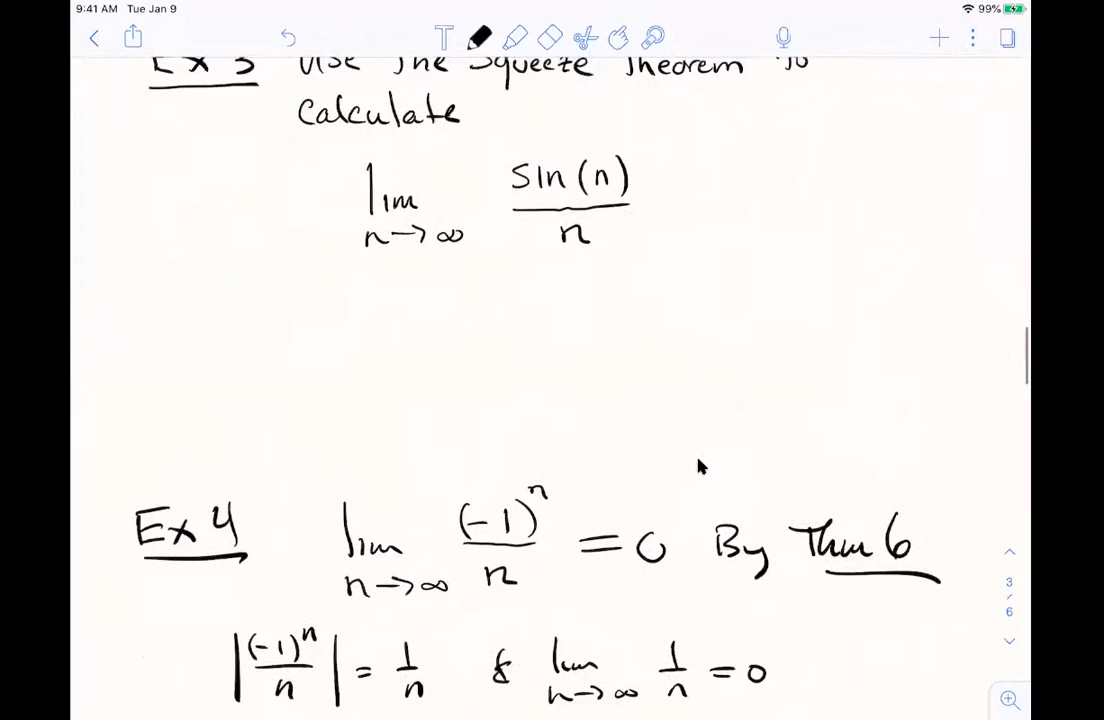 9:41 AM Tue Jan 9
99%
Ex 3 Use The Squeeze Theorem To
Calculate
lim n→∞ sin(n)/n
Ex 4 lim n→∞ (-1)^n/n = 0 By Thm 6
|(-1)^n/n| = 1/n & lim n→∞ 1/n = 0
3
/
6